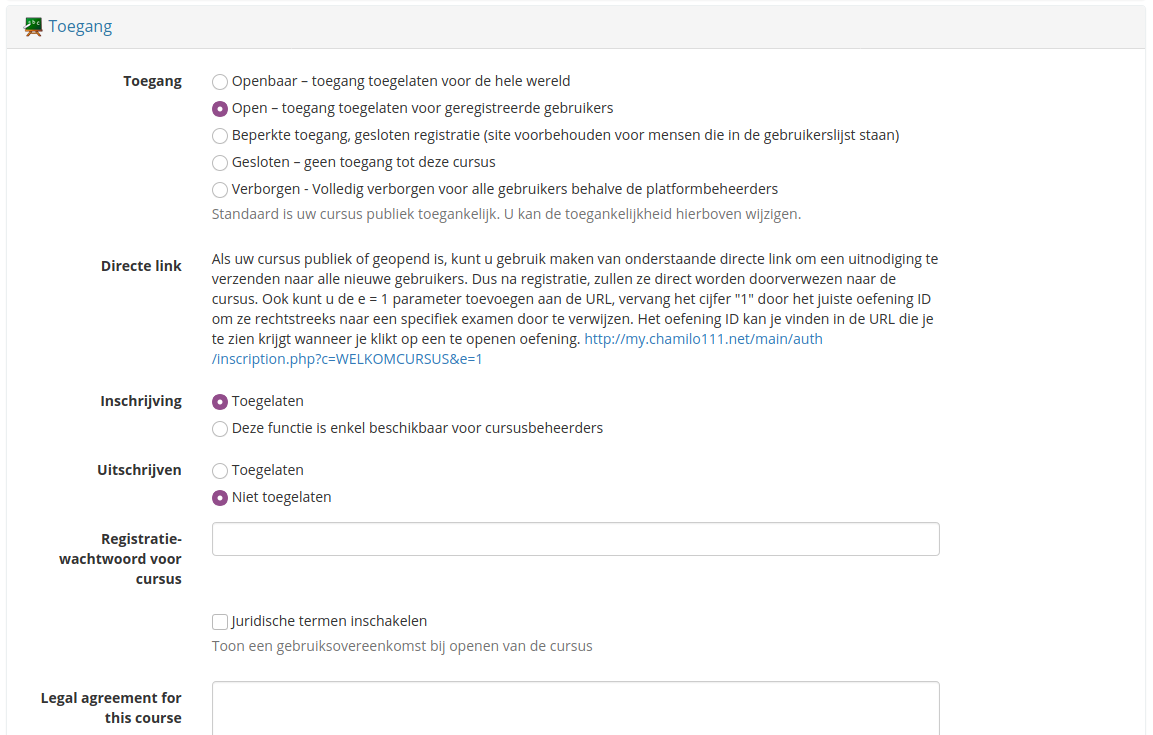 Toegang
Toegang
Openbaar – toegang toegelaten voor de hele wereld
Open – toegang toegelaten voor geregistreerde gebruikers
Beperkte toegang, gesloten registratie (site voorbehouden voor mensen die in de gebruikerslijst staan)
Gesloten – geen toegang tot deze cursus
Verborgen - Volledig verborgen voor alle gebruikers behalve de platformbeheerders
Standaard is uw cursus publiek toegankelijk. U kan de toegankelijkheid hierboven wijzigen.
Directe link
Als uw cursus publiek of geopend is, kunt u gebruik maken van onderstaande directe link om een uitnodiging te
verzenden naar alle nieuwe gebruikers. Dus na registratie, zullen ze direct worden doorverwezen naar de
cursus. Ook kunt u de e = 1 parameter toevoegen aan de URL, vervang het cijfer "1" door het juiste oefening ID
om ze rechtstreeks naar een specifiek examen door te verwijzen. Het oefening ID kan je vinden in de URL die je
te zien krijgt wanneer je klikt op een te openen oefening. http://my.chamilo111.net/main/auth
/inscription.php?c=WELKOMCURSUS&e=1
Inschrijving
Toegelaten
Deze functie is enkel beschikbaar voor cursusbeheerders
Uitschrijven
Toegelaten
Niet toegelaten
Registratie-
wachtwoord voor
cursus
Juridische termen inschakelen
Toon een gebruiksovereenkomst bij openen van de cursus
Legal agreement for
this course